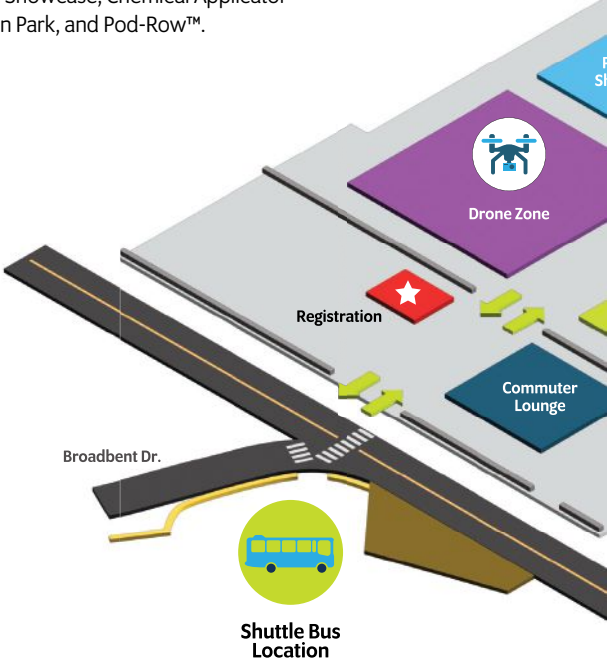 Showcase, Chemical Applicator
n Park, and Pod-Row™.
Drone Zone
Registration
Commuter
Lounge
Broadbent Dr.
Shuttle Bus
Location